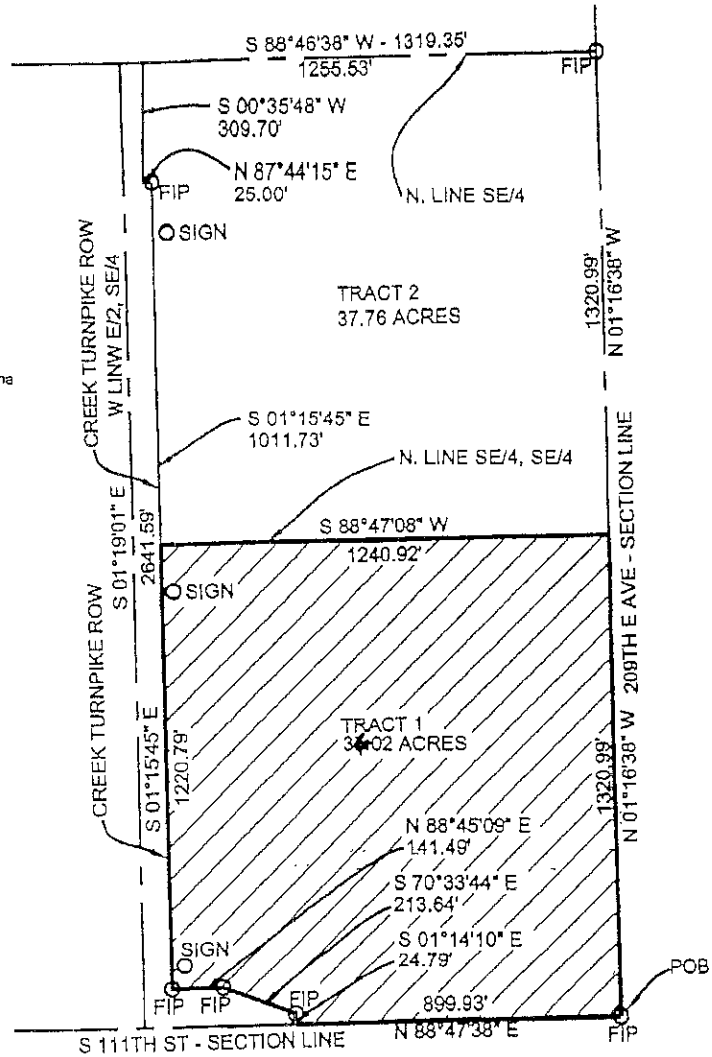 S 88°46'38" W - 1319.35'
1255.53'
FIP
S 00°35'48" W
309.70'
N 87°44'15" E
25.00'
FIP
N. LINE SE/4
SIGN
CREEK TURNPIKE ROW
W LINW E/2, SE/4
TRACT 2
37.76 ACRES
1320.99'
N 01°16'38" W
na
S 01°15'45" E
1011.73'
N. LINE SE/4, SE/4
S 01°19'01" E
2641.59'
S 88°47'08" W
1240.92'
209TH E AVE - SECTION LINE
SIGN
CREEK TURNPIKE ROW
S 01°15'45" E
1220.79'
TRACT 1
ACRES
1320.99'
N 01°16'38" W
N 88°45'09" E
141.49'
S 70°33'44" E
213.64'
S 01°14'10" E
24.79'
SIGN
POB
FIP
FIP
FIP
899.93'
N 88°47'38" E
FIP
S 111TH ST - SECTION LINE